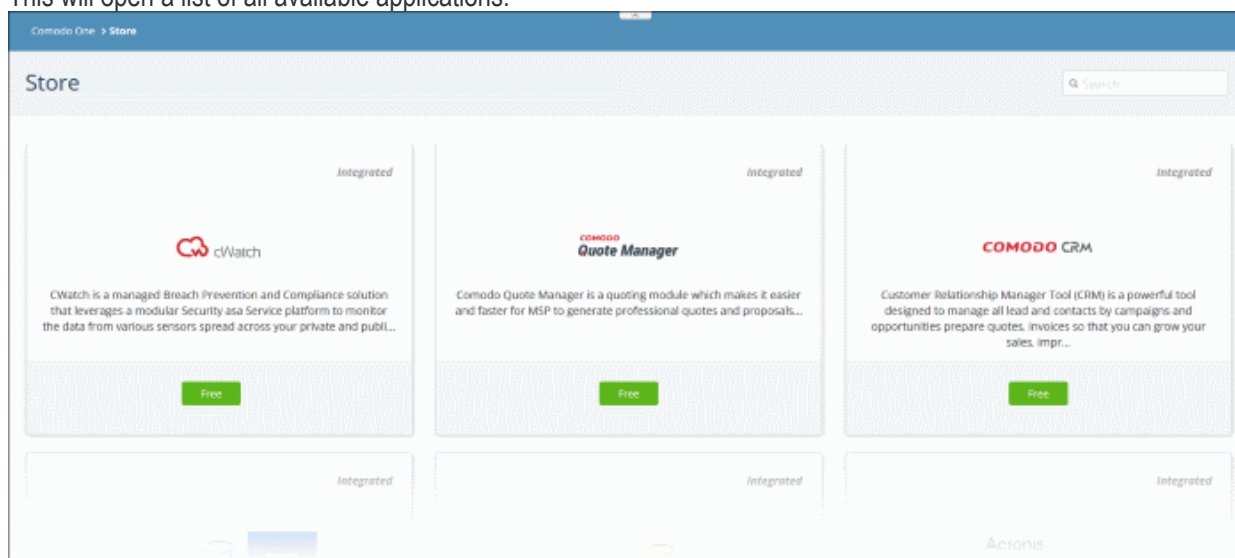 This will open a list of all available applications.
Comodo One > Store
Store
Search
Integrated
Integrated
Integrated
cWatch
COMODO
Quote Manager
COMODO CRM
CWatch is a managed Breach Prevention and Compliance solution
that leverages a modular Security asa Service platform to monitor
the data from various sensors spread across your private and publi...
Comodo Quote Manager is a quoting module which makes it easier
and faster for MSP to generate professional quotes and proposals...
Customer Relationship Manager Tool (CRM) is a powerful tool
designed to manage all lead and contacts by campaigns and
opportunities prepare quotes, invoices so that you can grow your
sales, impr...
Free
Free
Free
Integrated
Integrated
Integrated
Acronis